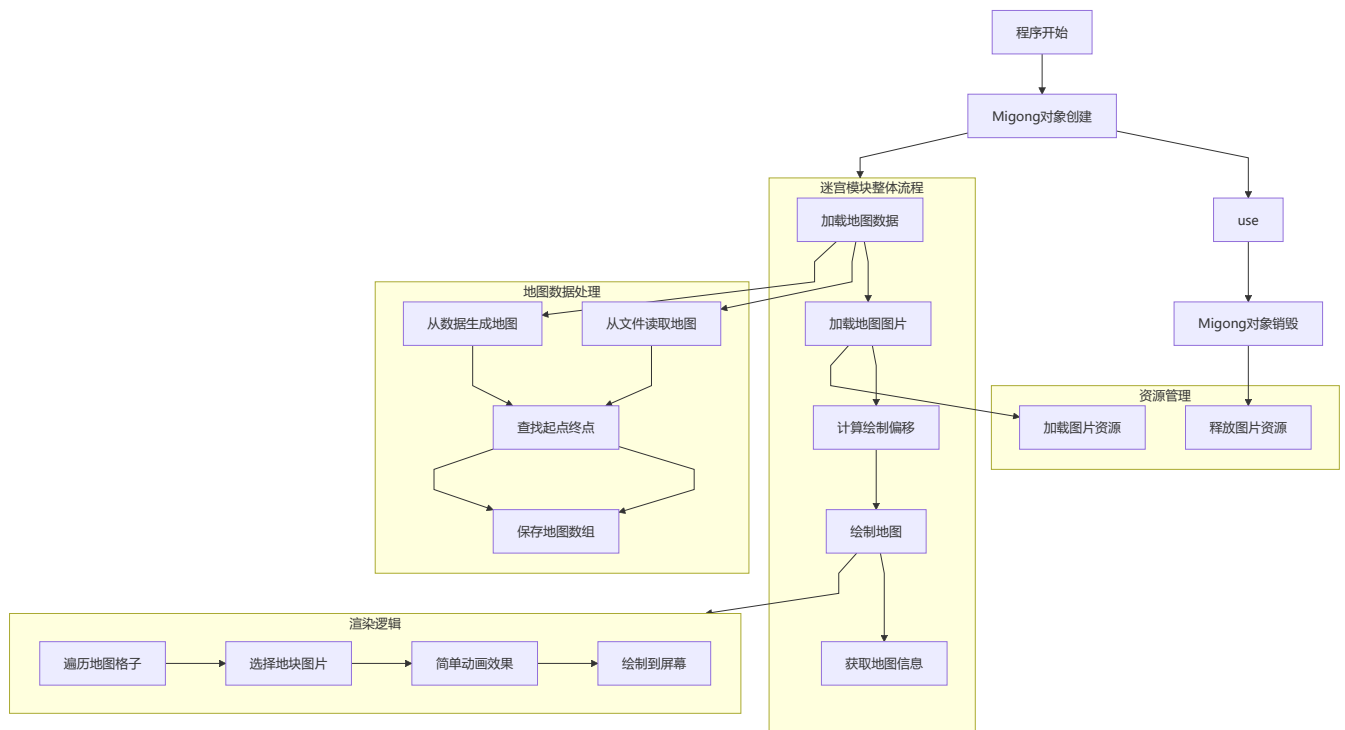 程序开始
Migong对象创建
迷宫模块整体流程
加载地图数据
use
地图数据处理
从数据生成地图
从文件读取地图
加载地图图片
Migong对象销毁
资源管理
查找起点终点
计算绘制偏移
加载图片资源
释放图片资源
保存地图数组
绘制地图
渲染逻辑
遍历地图格子
选择地块图片
简单动画效果
绘制到屏幕
获取地图信息